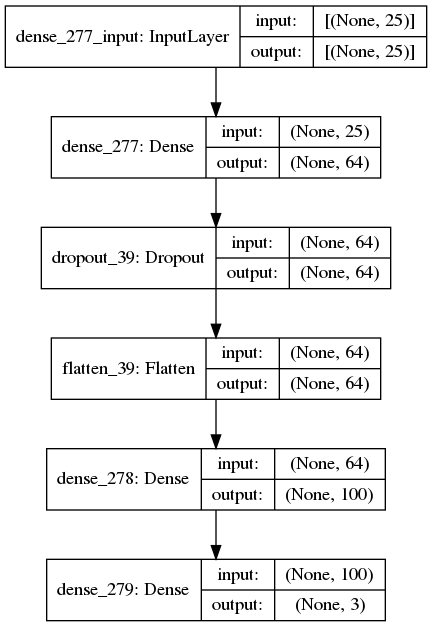 dense_277_input: InputLayer
input: [(None, 25)]
output: [(None, 25)]
dense_277: Dense
input: (None, 25)
output: (None, 64)
dropout_39: Dropout
input: (None, 64)
output: (None, 64)
flatten_39: Flatten
input: (None, 64)
output: (None, 64)
dense_278: Dense
input: (None, 64)
output: (None, 100)
dense_279: Dense
input: (None, 100)
output: (None, 3)